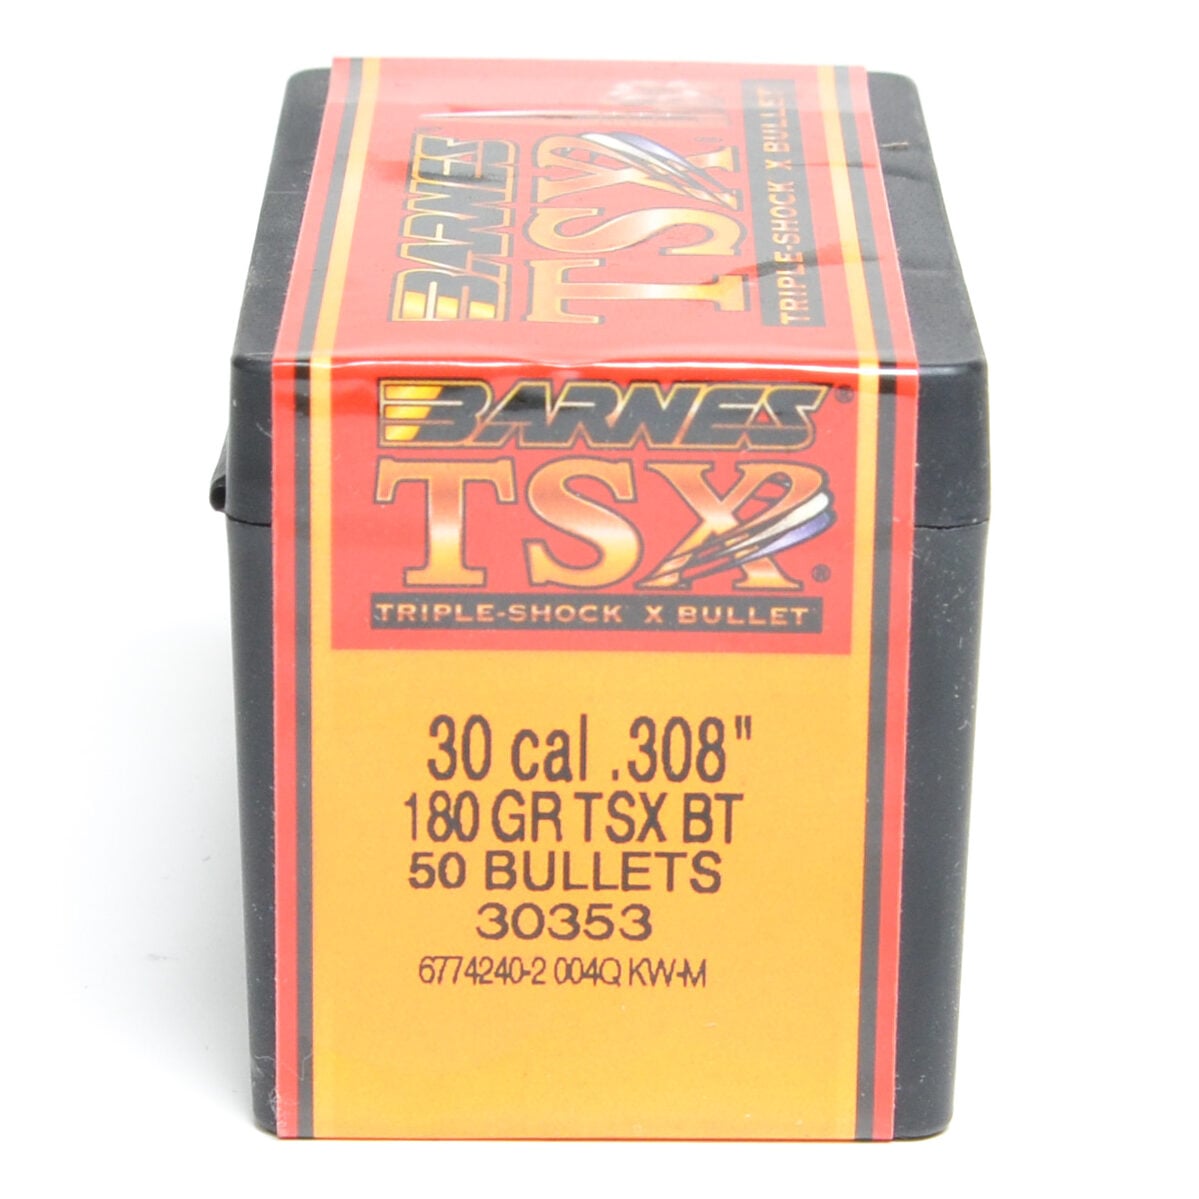 BARNES
TSX®
TRIPLE-SHOCK X BULLET
BARNES®
TSX®
TRIPLE-SHOCK X BULLET
30 cal .308"
180 GR TSX BT
50 BULLETS
30353
6774240-2 004Q KW-M